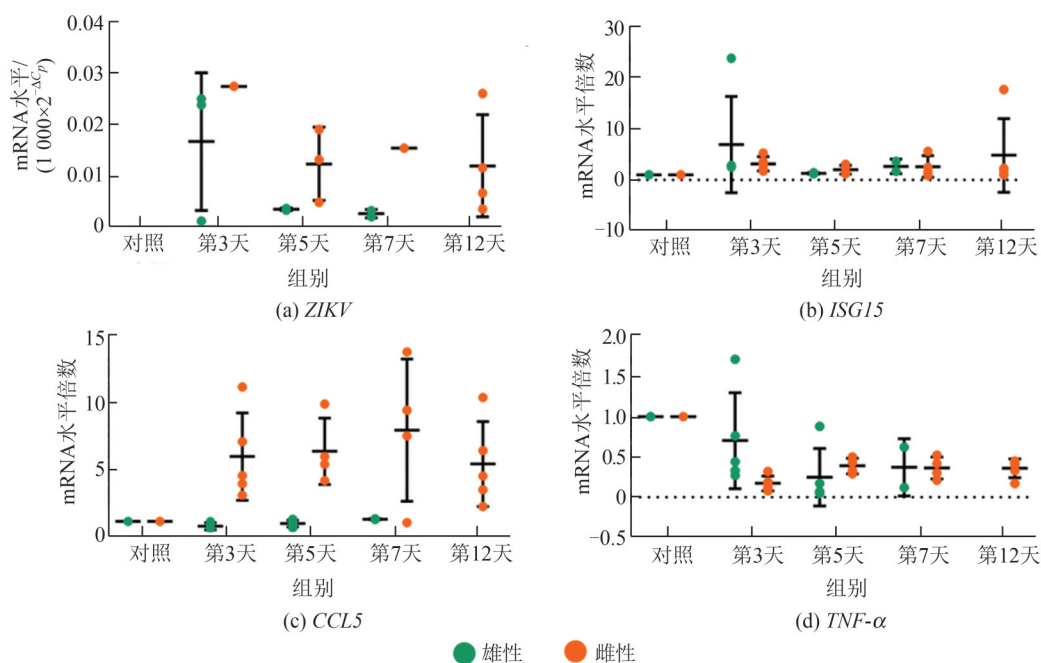 mRNA水平/
(1 000×2^{-ΔCp})
0.04
0.03
0.02
0.01
0
对照 第3天 第5天 第7天 第12天
组别
(a) ZIKV
mRNA水平倍数
30
20
10
0
−10
对照 第3天 第5天 第7天 第12天
组别
(b) ISG15
mRNA水平倍数
15
10
5
0
对照 第3天 第5天 第7天 第12天
组别
(c) CCL5
mRNA水平倍数
2.0
1.5
1.0
0.5
0
−0.5
对照 第3天 第5天 第7天 第12天
组别
(d) TNF-α
雄性 雌性